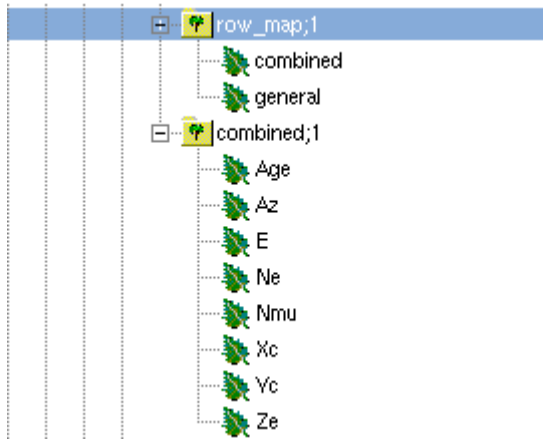 row_map;1
combined
general
combined;1
Age
Az
E
Ne
Nmu
Xc
Yc
Ze